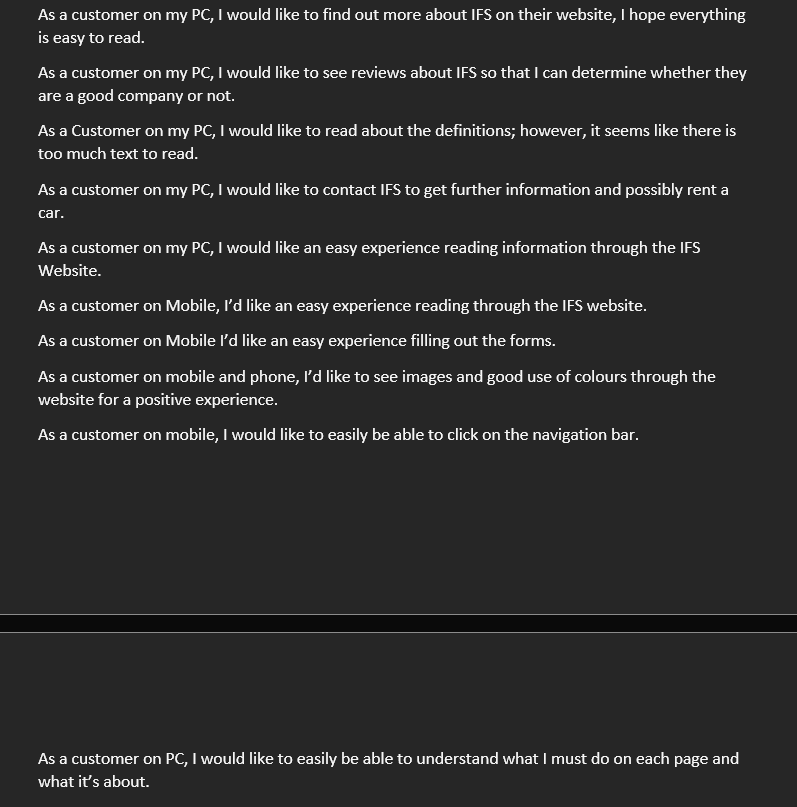 As a customer on my PC, I would like to find out more about IFS on their website, I hope everything
is easy to read.
As a customer on my PC, I would like to see reviews about IFS so that I can determine whether they
are a good company or not.
As a Customer on my PC, I would like to read about the definitions; however, it seems like there is
too much text to read.
As a customer on my PC, I would like to contact IFS to get further information and possibly rent a
car.
As a customer on my PC, I would like an easy experience reading information through the IFS
Website.
As a customer on Mobile, I’d like an easy experience reading through the IFS website.
As a customer on Mobile I’d like an easy experience filling out the forms.
As a customer on mobile and phone, I’d like to see images and good use of colours through the
website for a positive experience.
As a customer on mobile, I would like to easily be able to click on the navigation bar.
As a customer on PC, I would like to easily be able to understand what I must do on each page and
what it’s about.